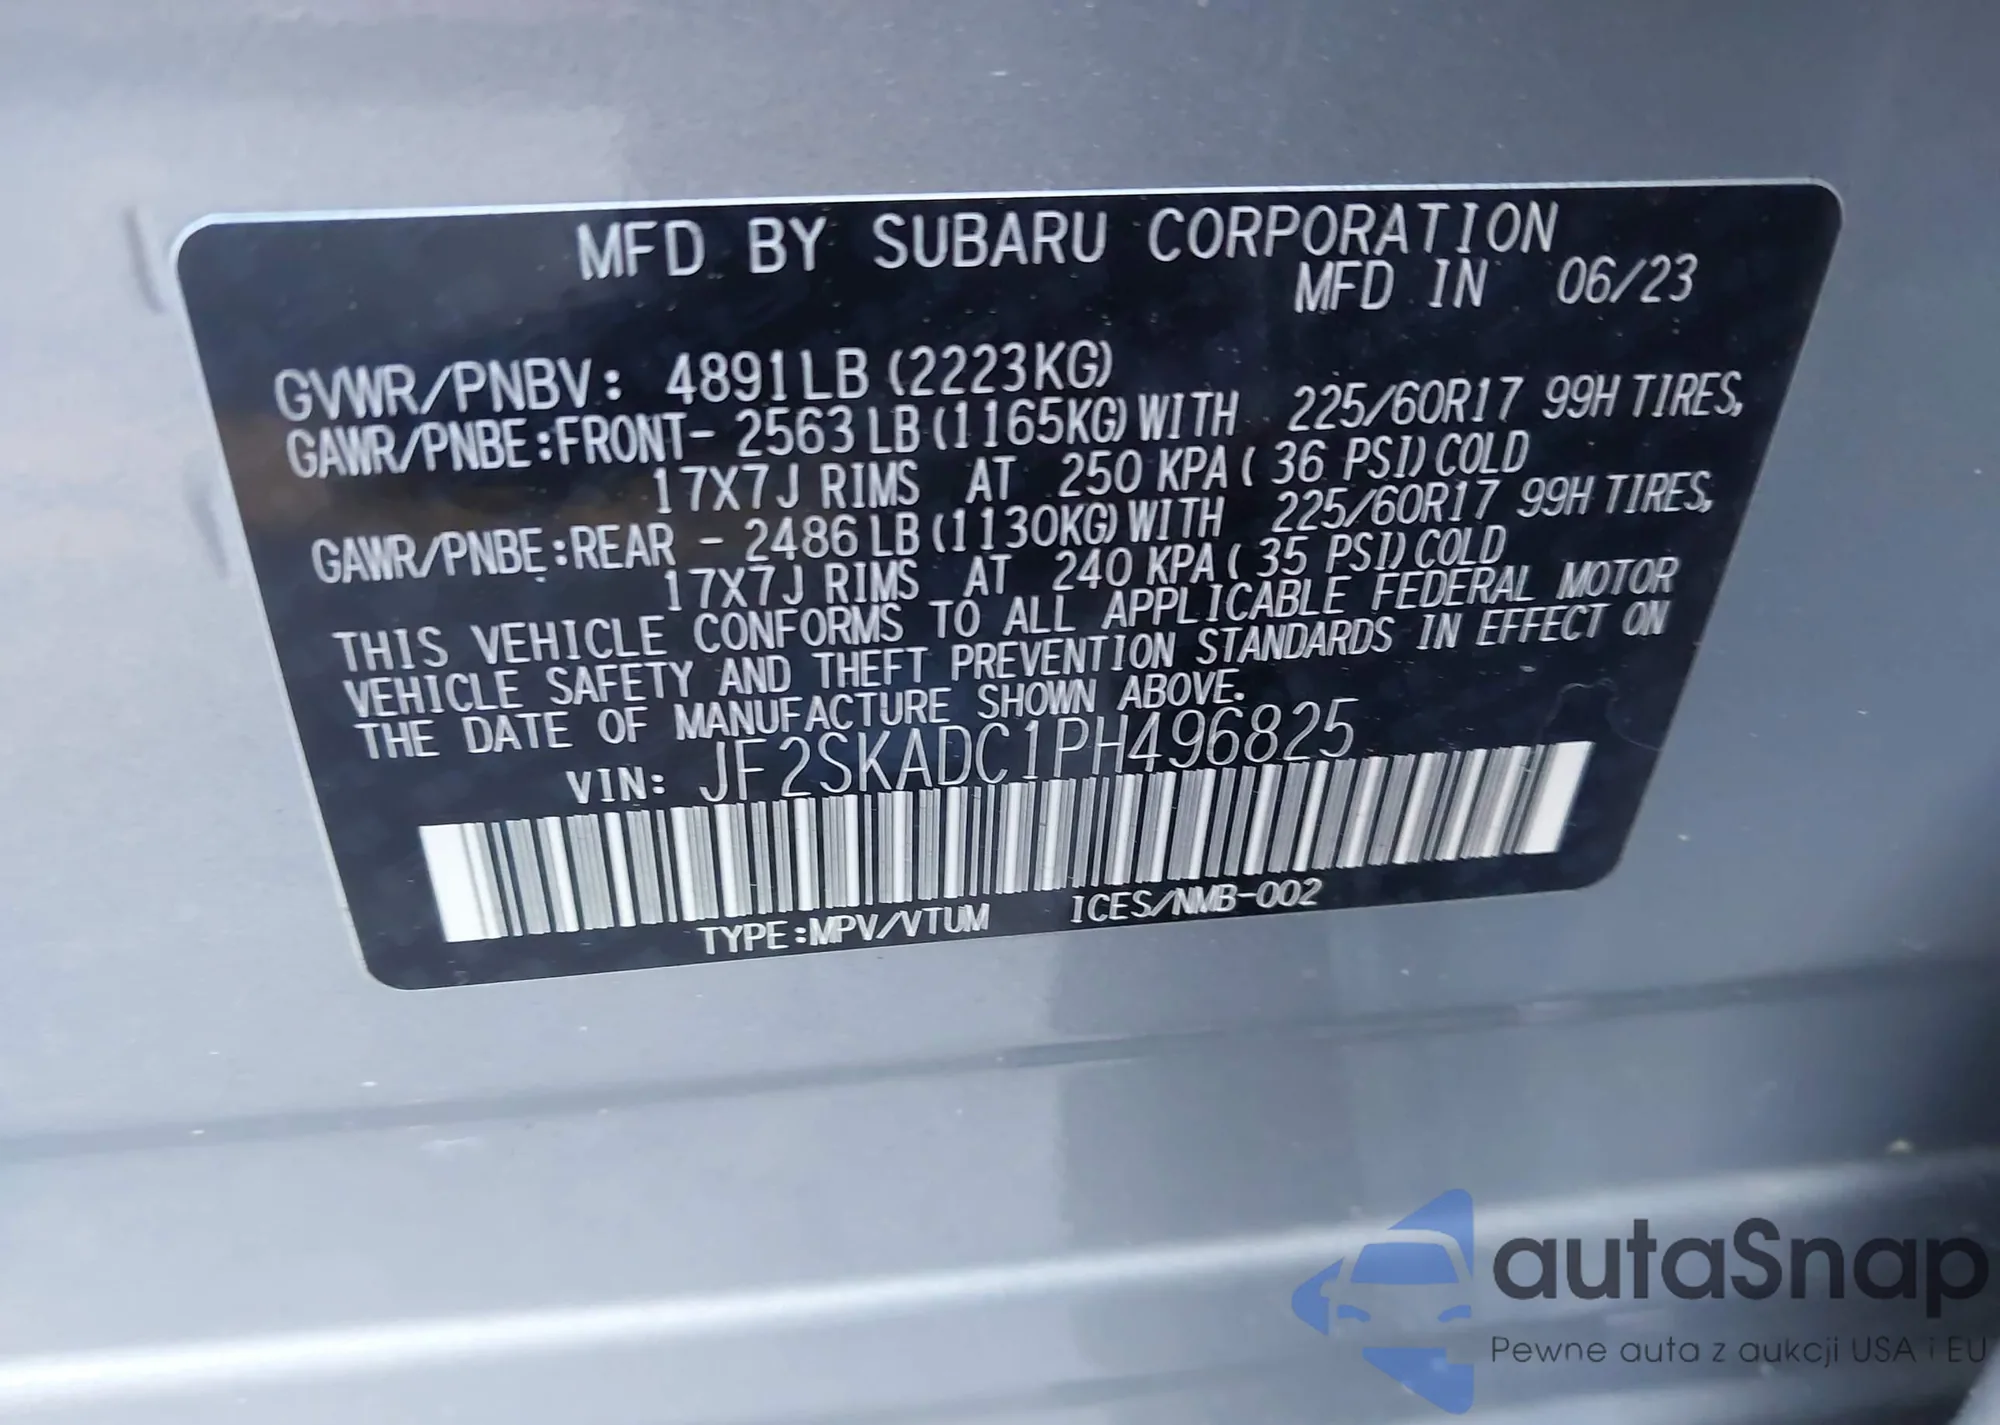 MFD BY SUBARU CORPORATION
MFD IN 06/23
GVWR/PNBV: 4891LB (2223KG)
GAWR/PNBE:FRONT- 2563LB (1165KG) WITH 225/60R17 99H TIRES,
17X7J RIMS AT 250 KPA ( 36 PSI) COLD
GAWR/PNBE:REAR - 2486LB (1130KG) WITH 225/60R17 99H TIRES,
17X7J RIMS AT 240 KPA ( 35 PSI) COLD
THIS VEHICLE CONFORMS TO ALL APPLICABLE FEDERAL MOTOR
VEHICLE SAFETY AND THEFT PREVENTION STANDARDS IN EFFECT ON
THE DATE OF MANUFACTURE SHOWN ABOVE.
VIN: JF2SKADC1PH496825
TYPE:MPV/VTUM ICES/NMB-002
autaSnap
Pewne auta z aukcji USA i EU